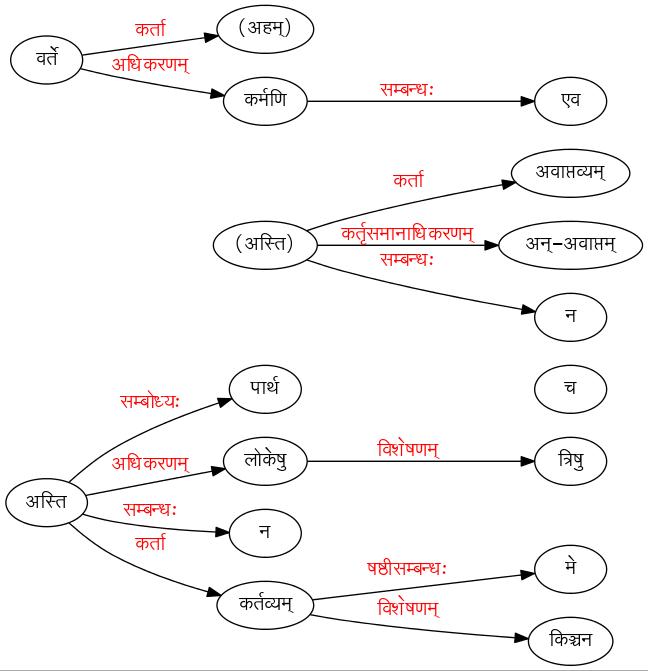 कर्ता
(अहम्)
वर्ते
अधिकरणम्
कर्मणि
सम्बन्धः
एव
अवाप्तव्यम्
कर्ता
(अस्ति)
कर्तृसमानाधिकरणम्
अन्-अवाप्तम्
सम्बन्धः
न
पार्थ
च
सम्बोध्यः
अधिकरणम्
लोकेषु
विशेषणम्
त्रिषु
अस्ति
सम्बन्धः
न
कर्ता
षष्ठीसम्बन्धः
मे
कर्तव्यम्
विशेषणम्
किञ्चन